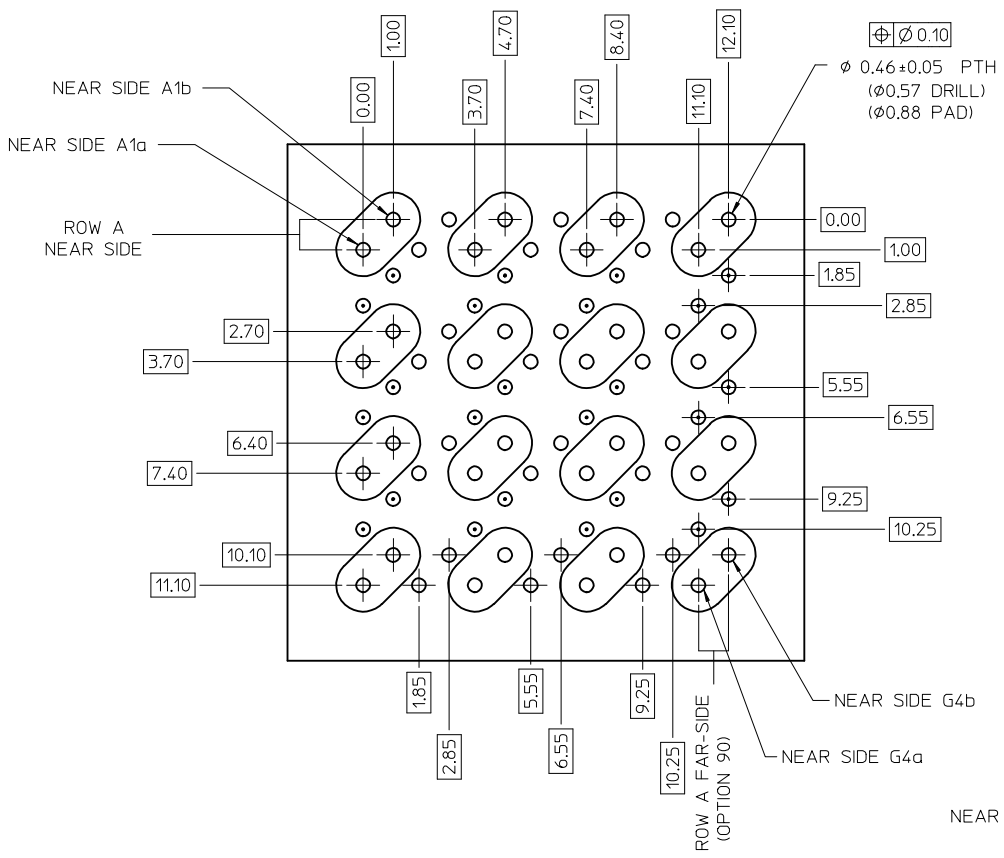 1.00
4.70
8.40
12.10
⌖ Ø 0.10
Ø 0.46±0.05 PTH
(Ø0.57 DRILL)
(Ø0.88 PAD)
NEAR SIDE A1b
0.00
3.70
7.40
11.10
NEAR SIDE A1a
ROW A
NEAR SIDE
0.00
1.00
1.85
2.85
2.70
3.70
5.55
6.55
6.40
7.40
9.25
10.25
10.10
11.10
1.85
5.55
9.25
2.85
6.55
10.25
ROW A FAR-SIDE
(OPTION 90)
NEAR SIDE G4b
NEAR SIDE G4a
NEAR